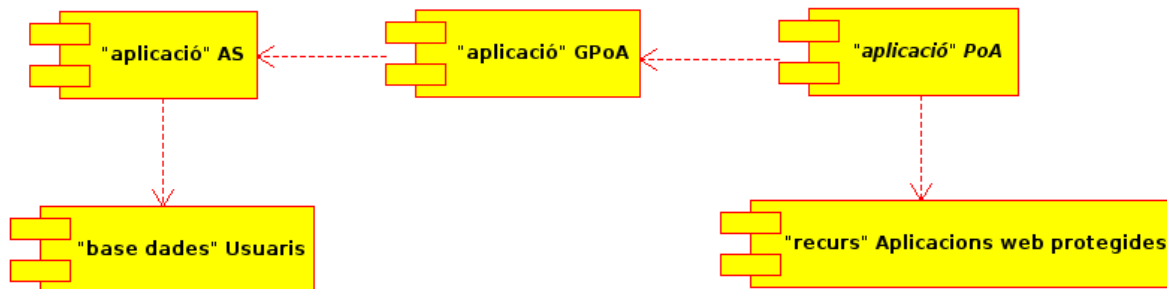 "aplicació" AS
"aplicació" GPoA
"aplicació" PoA
"base dades" Usuaris
"recurs" Aplicacions web protegides